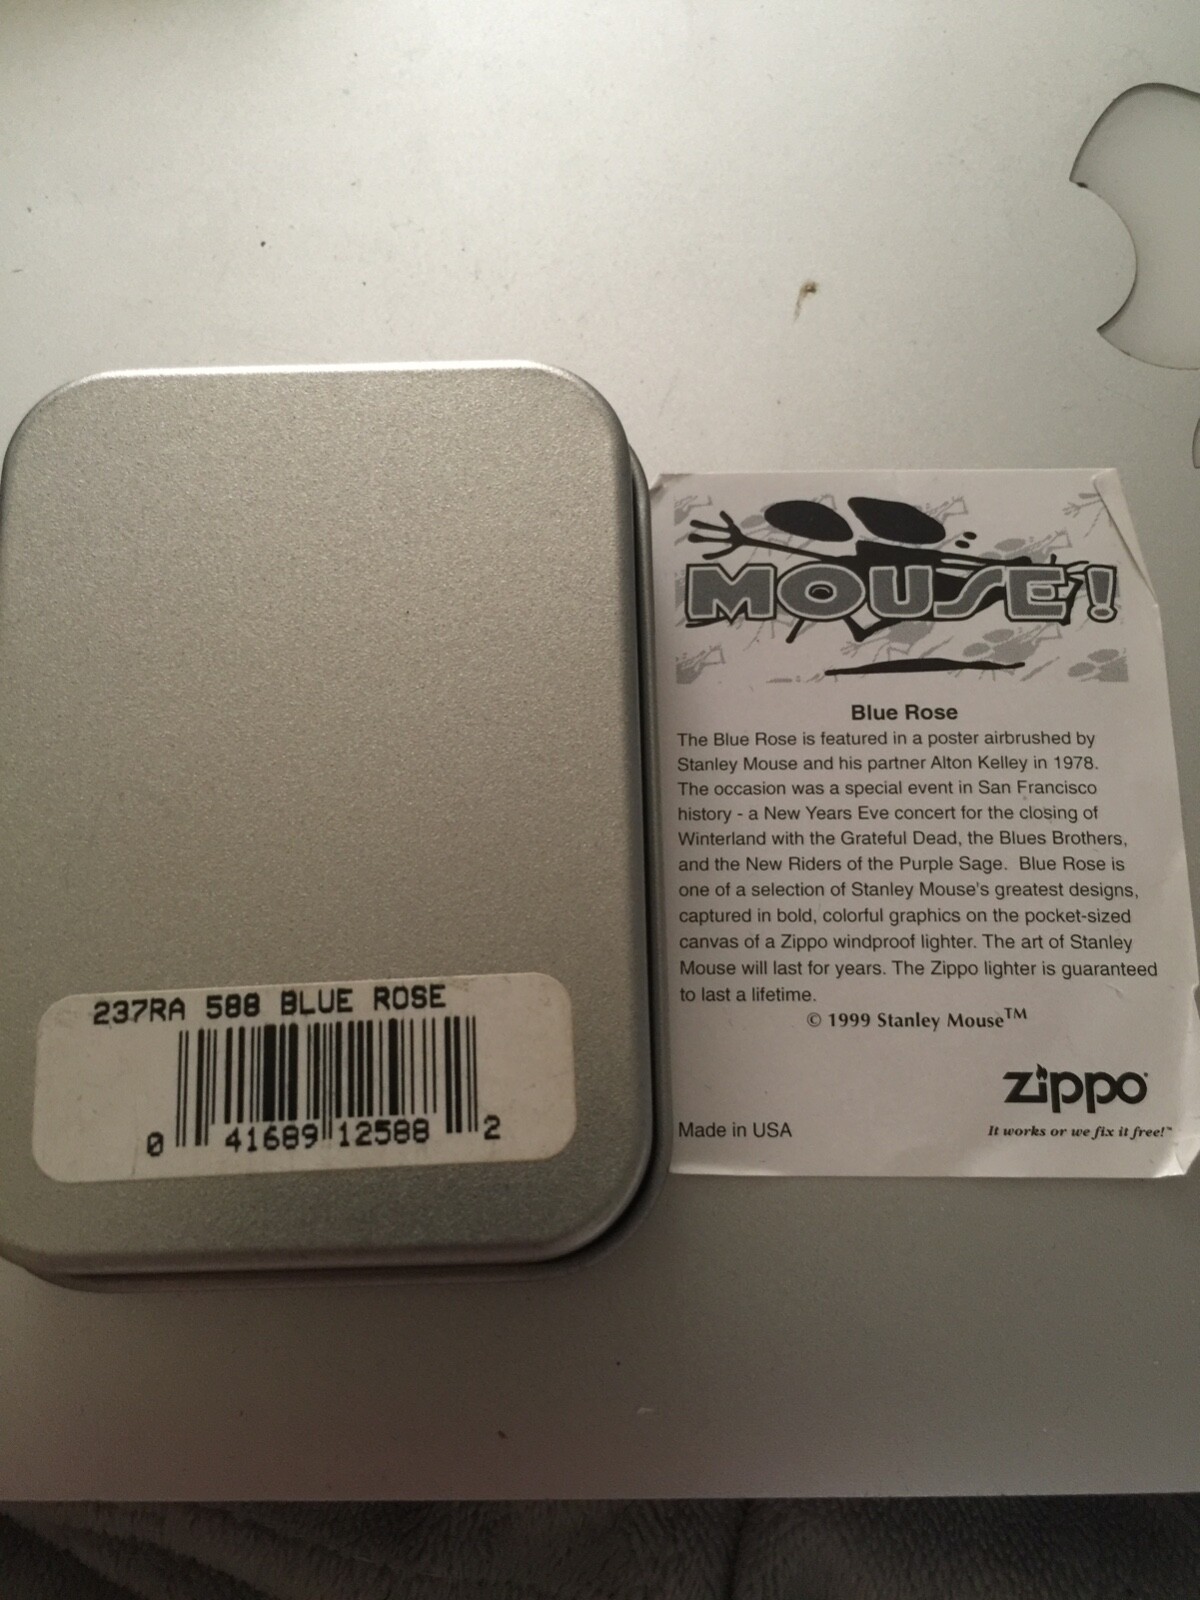 237RA 588 BLUE ROSE
0 41689 12588 2
MOUSE!
Blue Rose
The Blue Rose is featured in a poster airbrushed by
Stanley Mouse and his partner Alton Kelley in 1978.
The occasion was a special event in San Francisco
history - a New Years Eve concert for the closing of
Winterland with the Grateful Dead, the Blues Brothers,
and the New Riders of the Purple Sage. Blue Rose is
one of a selection of Stanley Mouse's greatest designs,
captured in bold, colorful graphics on the pocket-sized
canvas of a Zippo windproof lighter. The art of Stanley
Mouse will last for years. The Zippo lighter is guaranteed
to last a lifetime.
© 1999 Stanley Mouse™
zippo®
Made in USA
It works or we fix it free!™